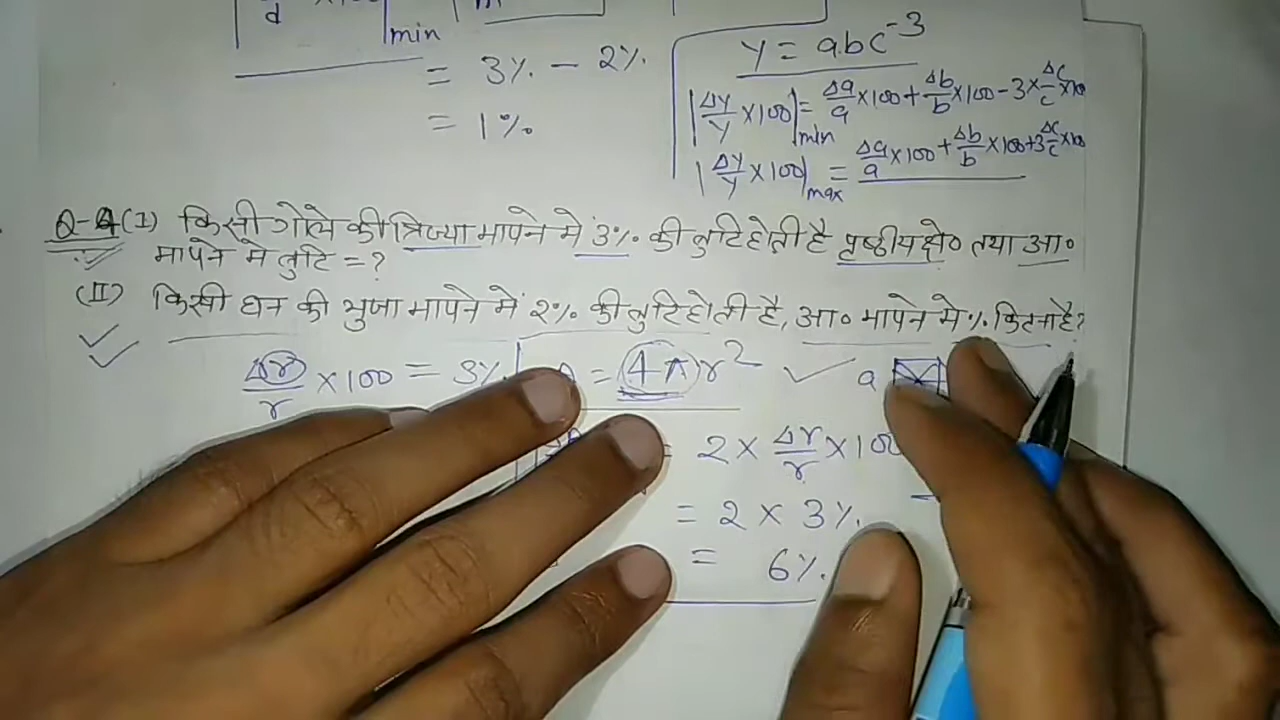 d ×100 |min
= 3% - 2%
= 1%
y = abc⁻³
|Δy/y ×100|min = Δa/a ×100 + Δb/b ×100 - 3× Δc/c ×100
|Δy/y ×100|max = Δa/a ×100 + Δb/b ×100 + 3 Δc/c ×100
Q-4 (I) किसी गोले की त्रिज्या मापने में 3% की त्रुटि होती है पृष्ठीय क्षे० तथा आ०
मापने मे त्रुटि = ?
(II) किसी घन की भुजा मापने में 2% की त्रुटि होती है, आ० मापने मे % कितना है?
Δr/r ×100 = 3%
= 4πr²
a
= 2 × Δr/r ×100
= 2 × 3%
= 6%